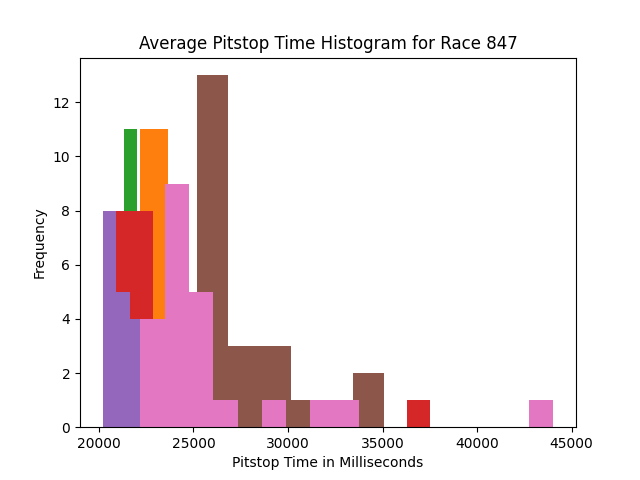 Average Pitstop Time Histogram for Race 847
Frequency
12
10
8
6
4
2
0
20000 25000 30000 35000 40000 45000
Pitstop Time in Milliseconds